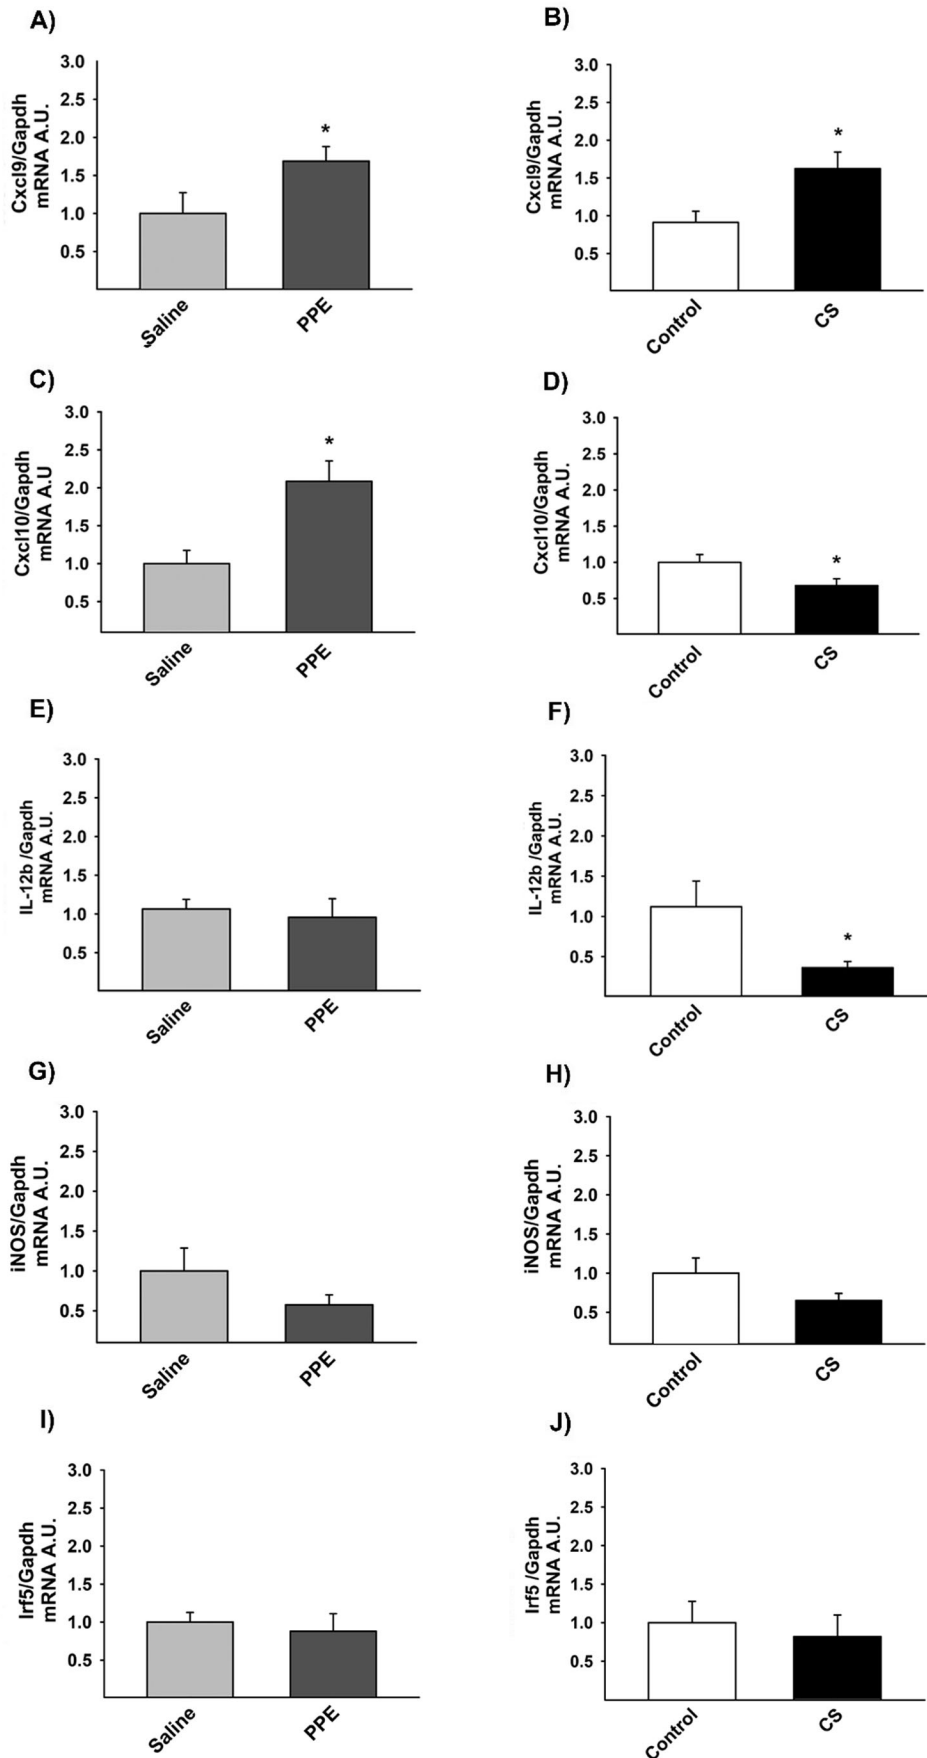 A)
Cxcl9/Gapdh
mRNA A.U.
3.0
2.5
2.0
1.5
1.0
0.5
*
Saline
PPE
B)
Cxcl9/Gapdh
mRNA A.U.
3.0
2.5
2.0
1.5
1.0
0.5
*
Control
CS
C)
Cxcl10/Gapdh
mRNA A.U
3.0
2.5
2.0
1.5
1.0
0.5
*
Saline
PPE
D)
Cxcl10/Gapdh
mRNA A.U.
3.0
2.5
2.0
1.5
1.0
0.5
*
Control
CS
E)
IL-12b /Gapdh
mRNA A.U.
3.0
2.5
2.0
1.5
1.0
0.5
Saline
PPE
F)
IL-12b /Gapdh
mRNA A.U.
3.0
2.5
2.0
1.5
1.0
0.5
*
Control
CS
G)
iNOS/Gapdh
mRNA A.U.
3.0
2.5
2.0
1.5
1.0
0.5
Saline
PPE
H)
iNOS/Gapdh
mRNA A.U.
3.0
2.5
2.0
1.5
1.0
0.5
Control
CS
I)
Irf5/Gapdh
mRNA A.U.
3.0
2.5
2.0
1.5
1.0
0.5
Saline
PPE
J)
Irf5 /Gapdh
mRNA A.U.
3.0
2.5
2.0
1.5
1.0
0.5
Control
CS